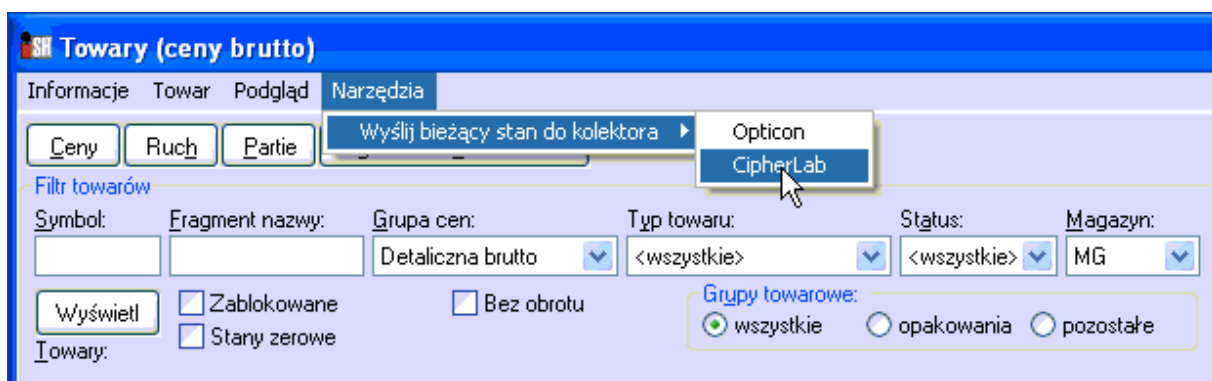 iSH Towary (ceny brutto)
Informacje Towar Podgląd Narzędzia
Wyślij bieżący stan do kolektora Opticon
CipherLab
Ceny Ruch Partie
Filtr towarów
Symbol: Fragment nazwy: Grupa cen: Typ towaru: Status: Magazyn:
Detaliczna brutto <wszystkie> <wszystkie> MG
Wyświetl Zablokowane Bez obrotu Grupy towarowe:
Stany zerowe wszystkie opakowania pozostałe
Towary: